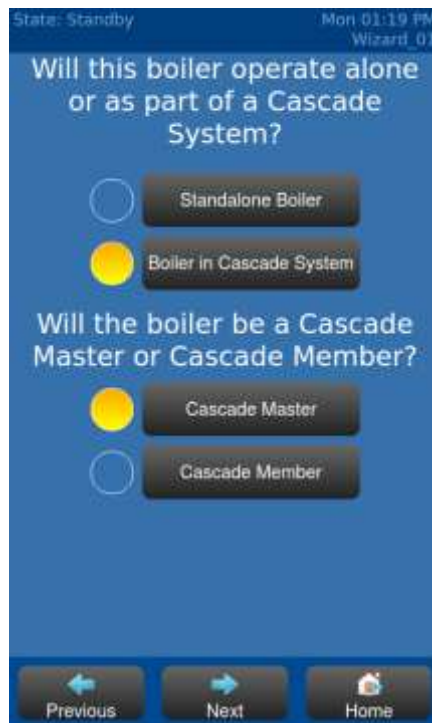 State: Standby
Mon 01:19 PM
Wizard_01
Will this boiler operate alone
or as part of a Cascade
System?
Standalone Boiler
Boiler in Cascade System
Will the boiler be a Cascade
Master or Cascade Member?
Cascade Master
Cascade Member
Previous
Next
Home